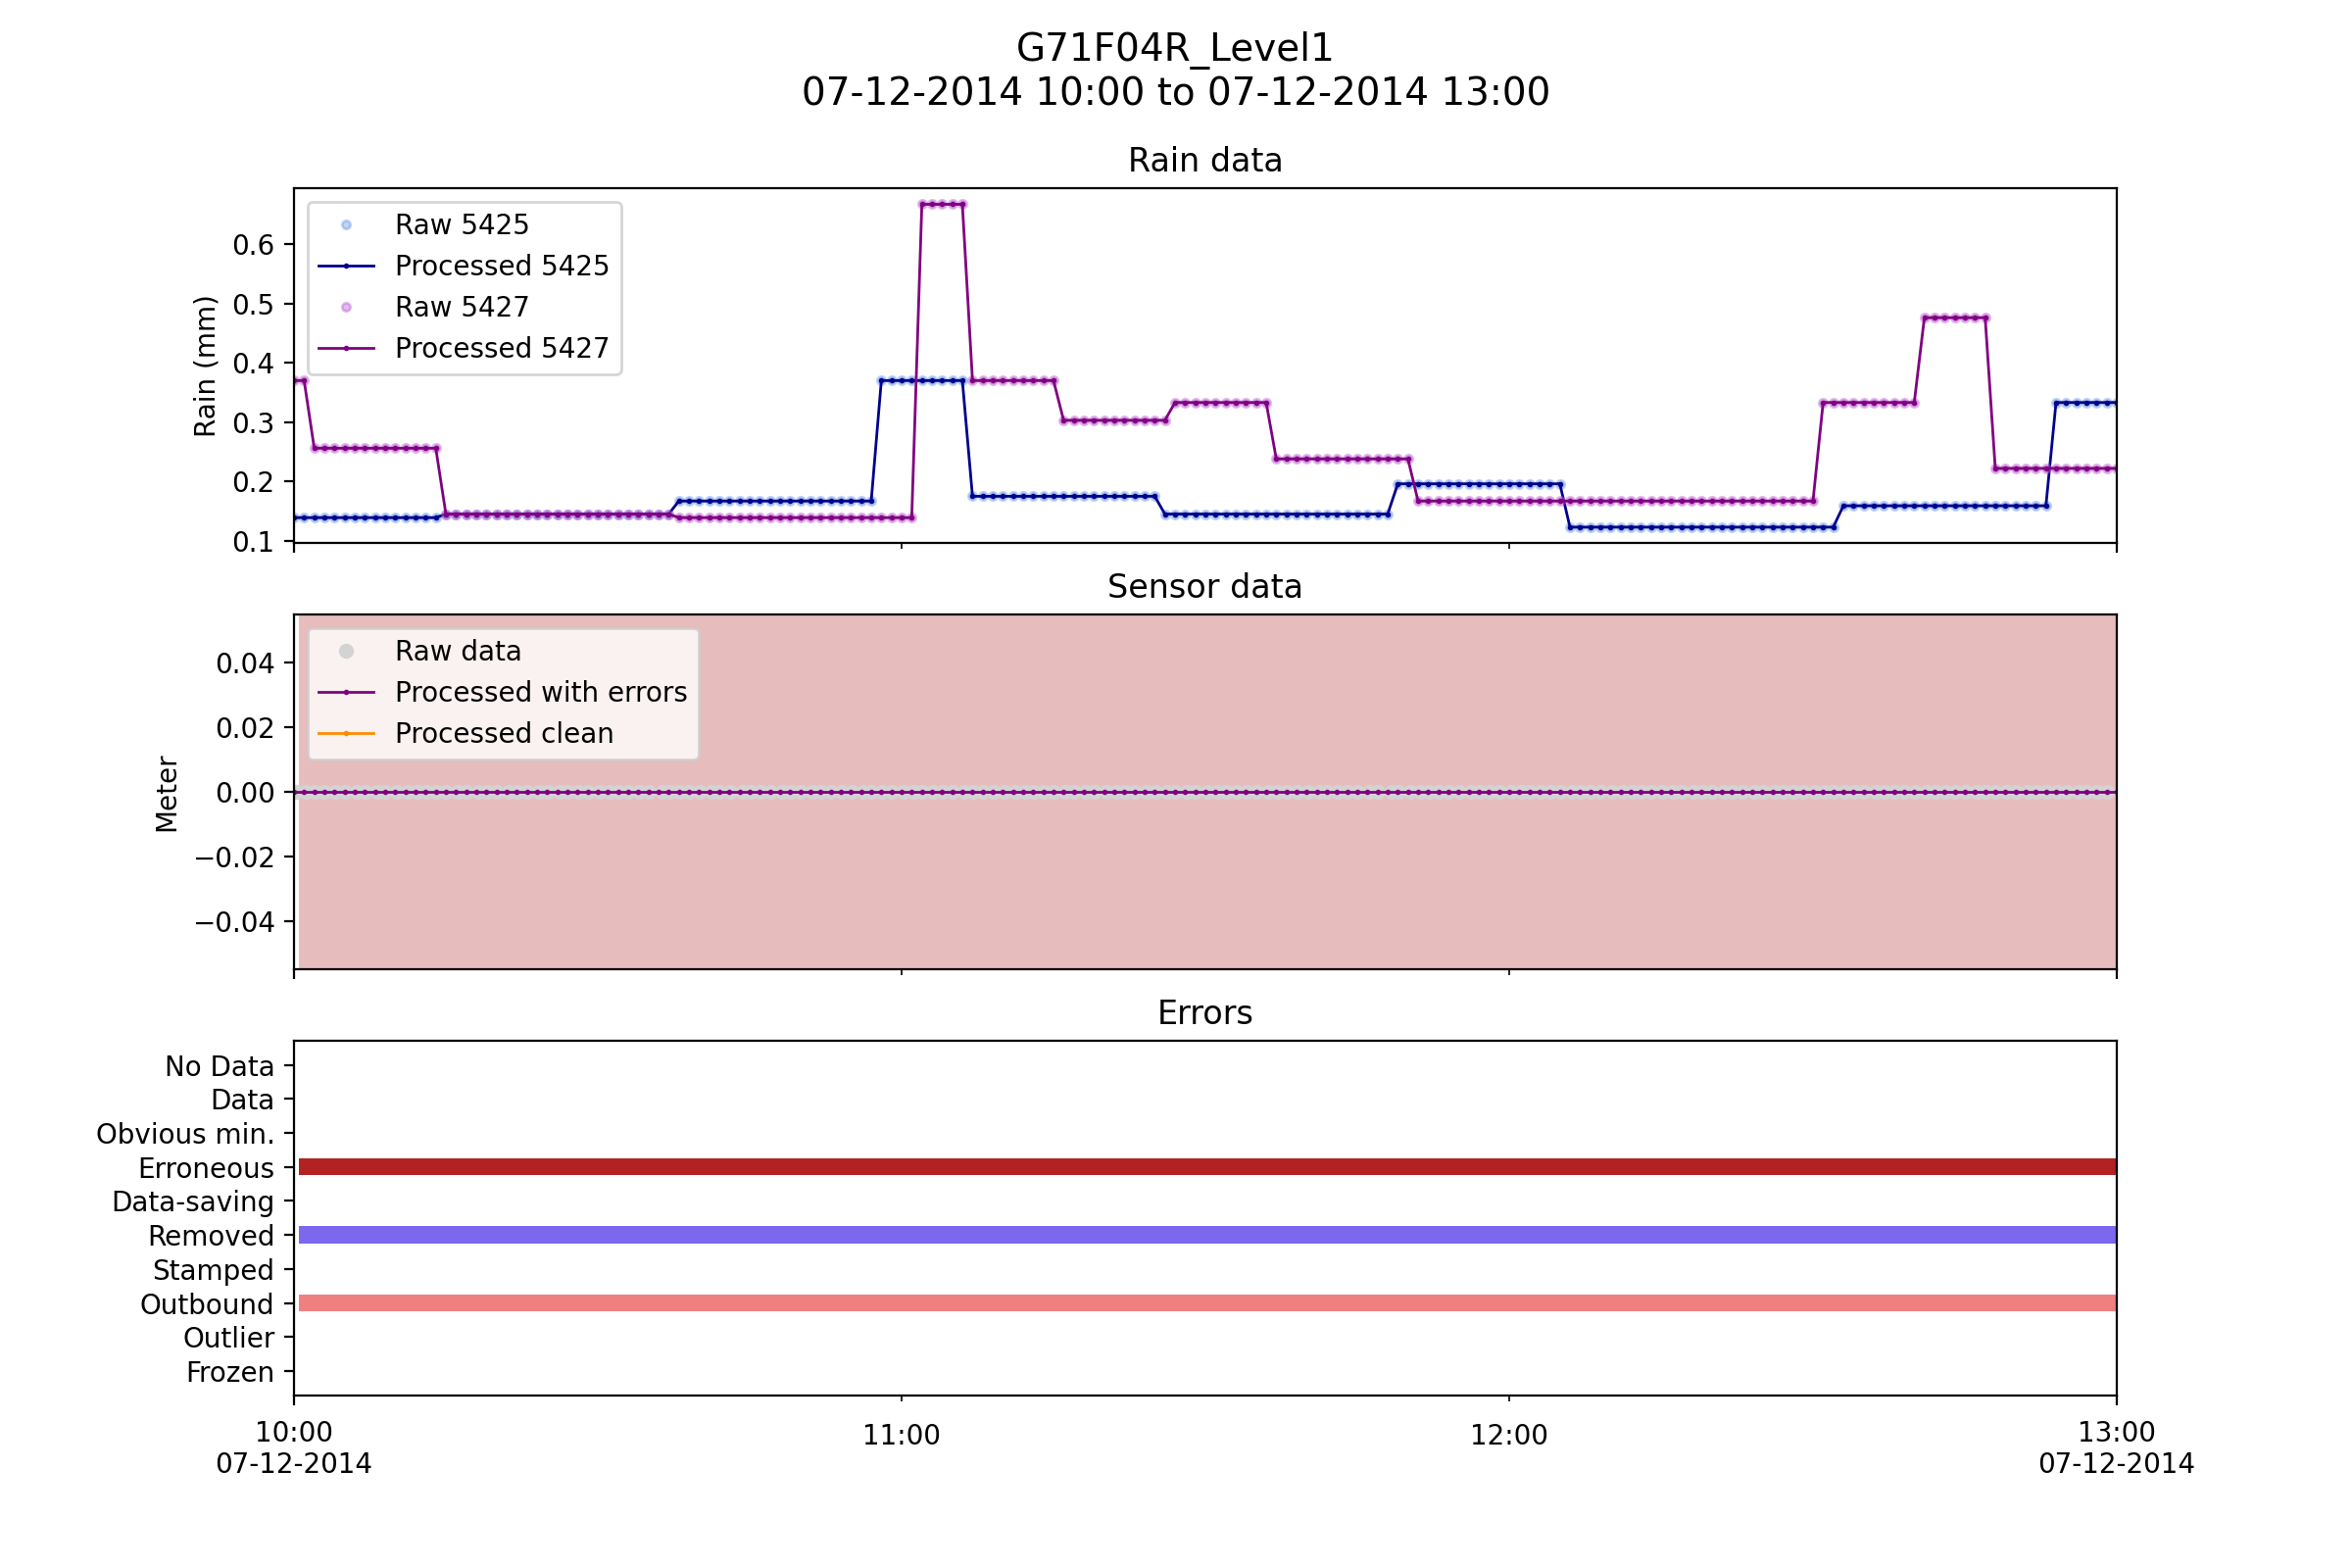 G71F04R_Level1
07-12-2014 10:00 to 07-12-2014 13:00
Rain data
Raw 5425
Processed 5425
Raw 5427
Processed 5427
Rain (mm)
0.6
0.5
0.4
0.3
0.2
0.1
Sensor data
Raw data
Processed with errors
Processed clean
Meter
0.04
0.02
0.00
−0.02
−0.04
Errors
No Data
Data
Obvious min.
Erroneous
Data-saving
Removed
Stamped
Outbound
Outlier
Frozen
10:00
07-12-2014
11:00
12:00
13:00
07-12-2014